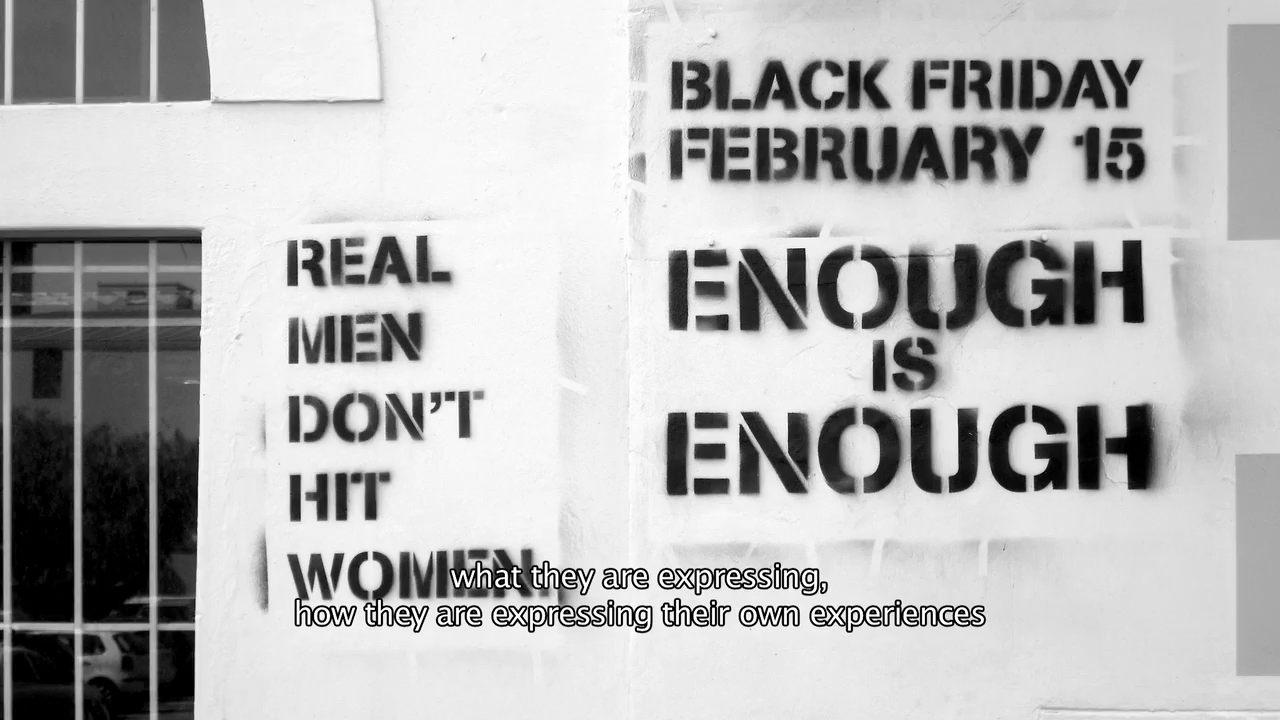 REAL
MEN
DON'T
HIT
WOMEN.
BLACK FRIDAY
FEBRUARY 15
ENOUGH
IS
ENOUGH
what they are expressing,
how they are expressing their own experiences